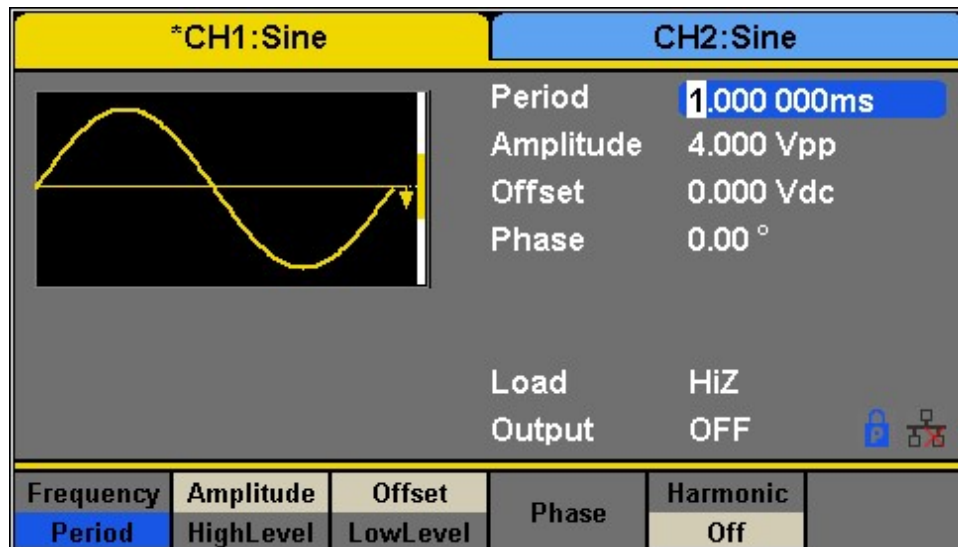 *CH1:Sine
CH2:Sine
Period 1.000 000ms
Amplitude 4.000 Vpp
Offset 0.000 Vdc
Phase 0.00 °
Load HiZ
Output OFF
P
Frequency Amplitude Offset Phase Harmonic
Period HighLevel LowLevel Off